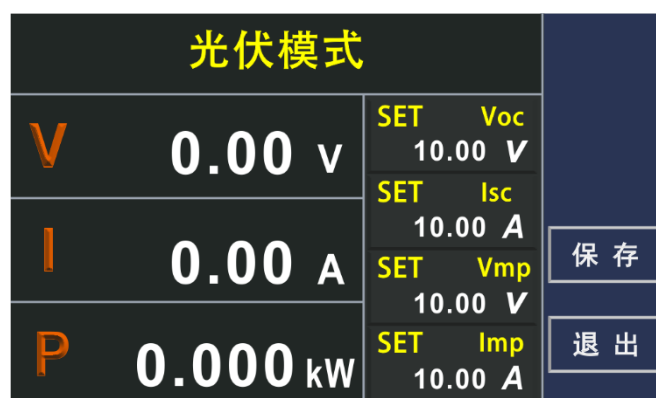 光伏模式
V 0.00 V
I 0.00 A
P 0.000 kW
SET Voc
10.00 V
SET Isc
10.00 A
SET Vmp
10.00 V
SET Imp
10.00 A
保存
退出